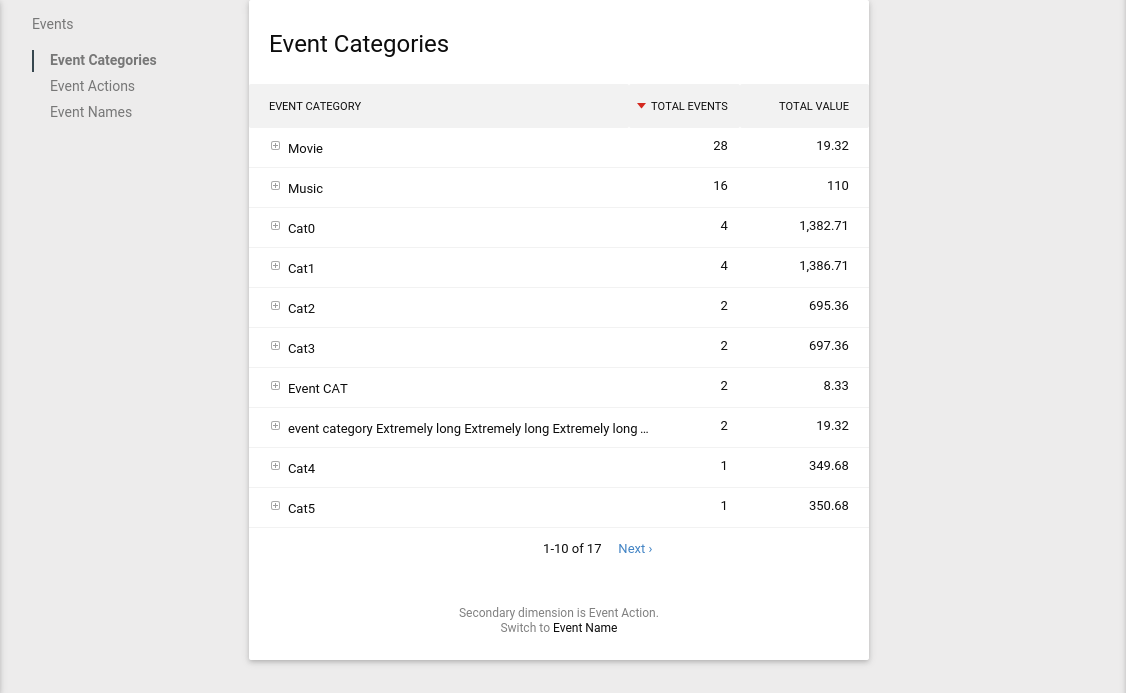 Events
Event Categories
Event Actions
Event Names
Event Categories
EVENT CATEGORY TOTAL EVENTS TOTAL VALUE
Movie 28 19.32
Music 16 110
Cat0 4 1,382.71
Cat1 4 1,386.71
Cat2 2 695.36
Cat3 2 697.36
Event CAT 2 8.33
event category Extremely long Extremely long Extremely long ... 2 19.32
Cat4 1 349.68
Cat5 1 350.68
1-10 of 17 Next ›
Secondary dimension is Event Action.
Switch to Event Name